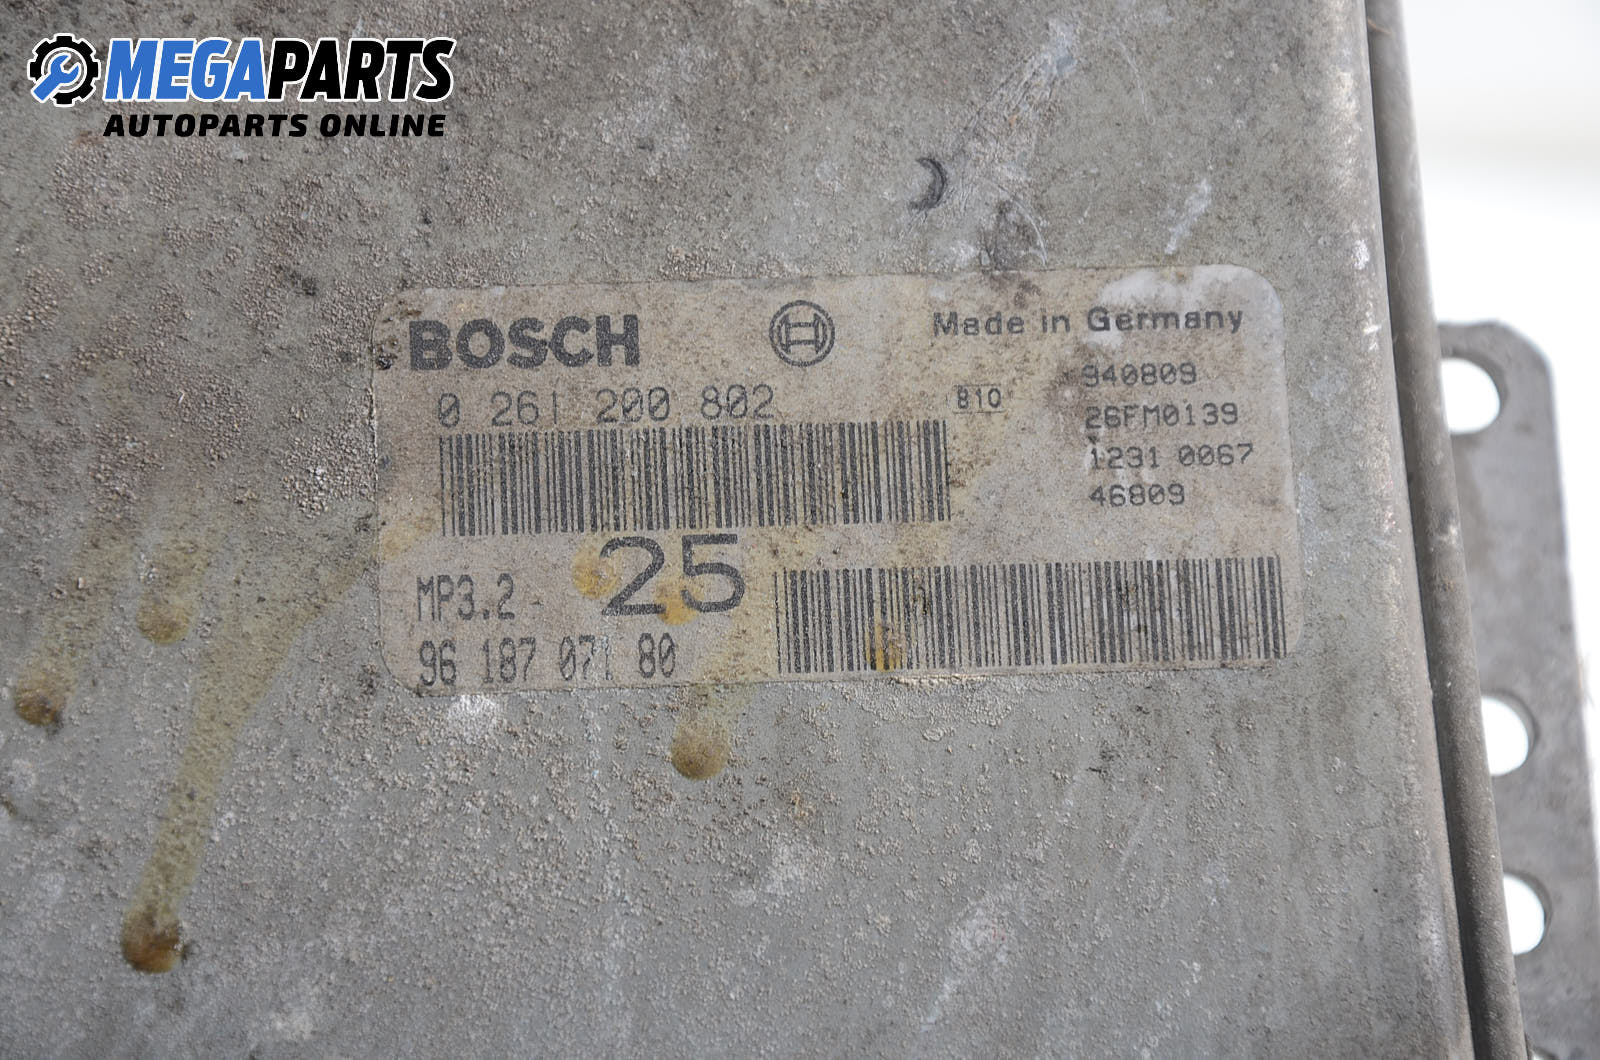 MEGAPARTS
AUTOPARTS ONLINE
BOSCH
Made in Germany
0 261 200 802
810
940809
26FM0139
1231 0067
46809
MP3.2
25
96 187 071 80